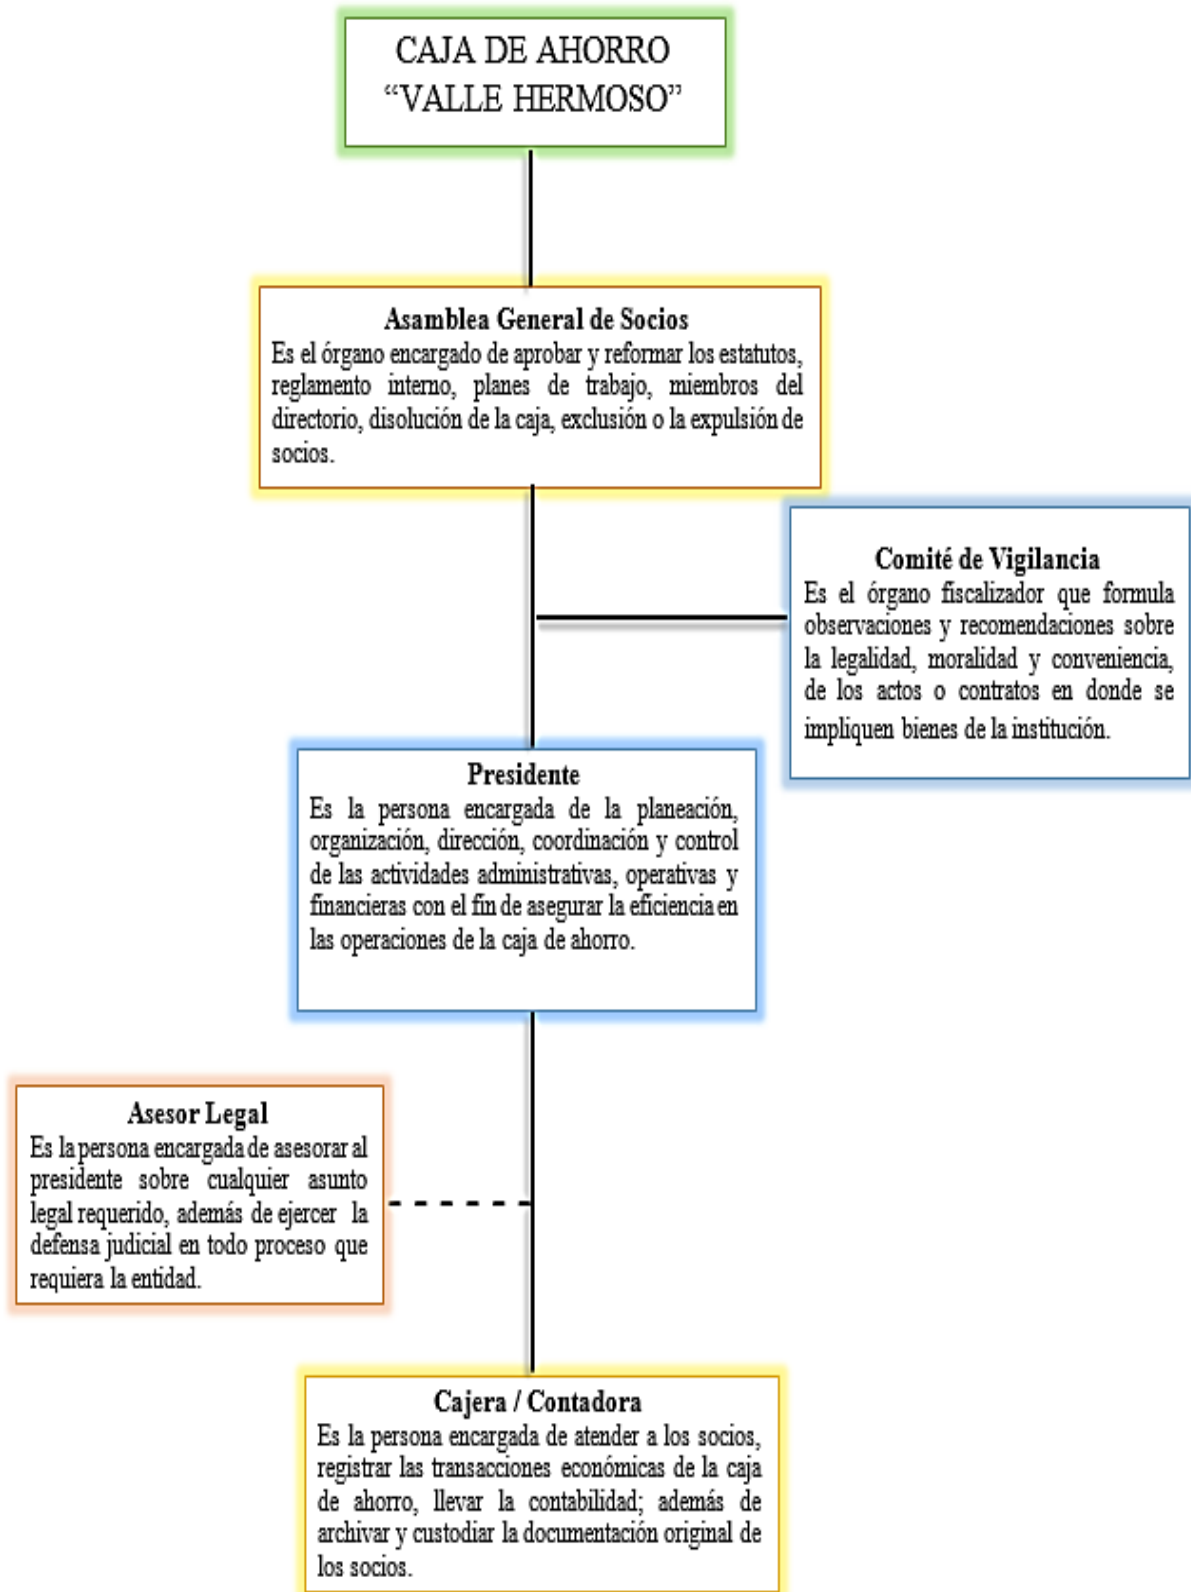 CAJA DE AHORRO
“VALLE HERMOSO”
Asamblea General de Socios
Es el órgano encargado de aprobar y reformar los estatutos,
reglamento interno, planes de trabajo, miembros del
directorio, disolución de la caja, exclusión o la expulsión de
socios.
Comité de Vigilancia
Es el órgano fiscalizador que formula
observaciones y recomendaciones sobre
la legalidad, moralidad y conveniencia,
de los actos o contratos en donde se
impliquen bienes de la institución.
Presidente
Es la persona encargada de la planeación,
organización, dirección, coordinación y control
de las actividades administrativas, operativas y
financieras con el fin de asegurar la eficiencia en
las operaciones de la caja de ahorro.
Asesor Legal
Es la persona encargada de asesorar al
presidente sobre cualquier asunto
legal requerido, además de ejercer la
defensa judicial en todo proceso que
requiera la entidad.
Cajera / Contadora
Es la persona encargada de atender a los socios,
registrar las transacciones económicas de la caja
de ahorro, llevar la contabilidad; además de
archivar y custodiar la documentación original de
los socios.